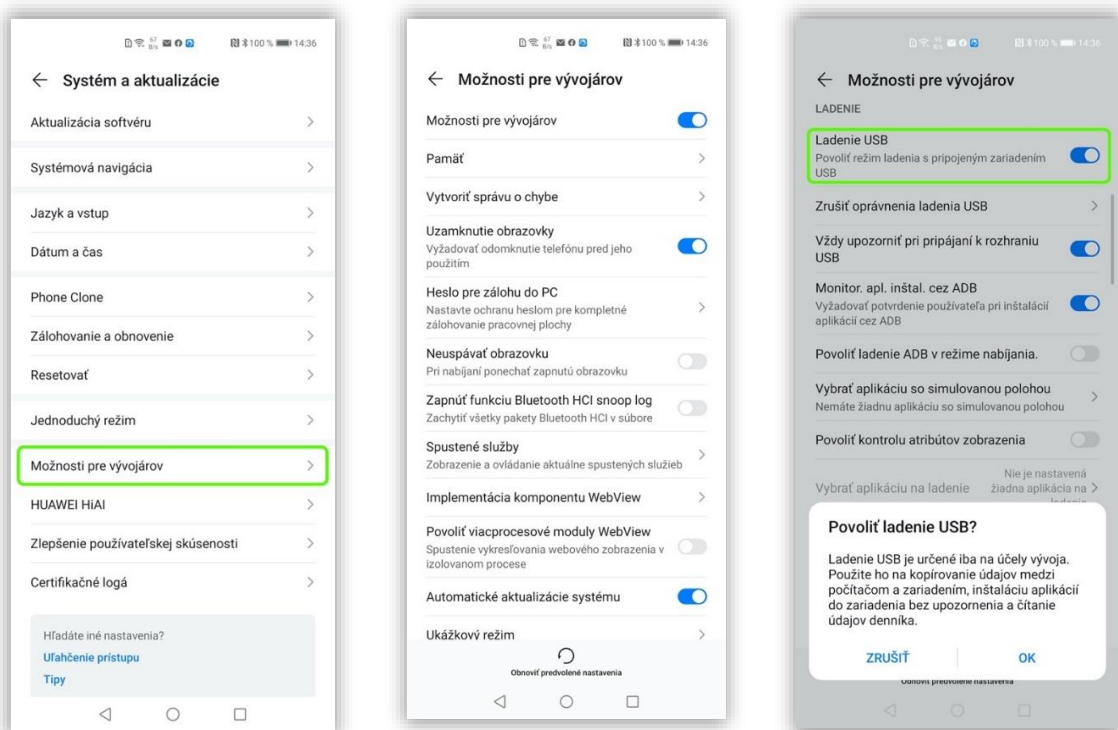 67 B/s 100 % 14:36
Systém a aktualizácie
Aktualizácia softvéru
Systémová navigácia
Jazyk a vstup
Dátum a čas
Phone Clone
Zálohovanie a obnovenie
Resetovať
Jednoduchý režim
Možnosti pre vývojárov
HUAWEI HiAI
Zlepšenie používateľskej skúsenosti
Certifikačné logá
Hľadáte iné nastavenia?
Uľahčenie prístupu
Tipy
67 B/s 100 % 14:36
Možnosti pre vývojárov
Možnosti pre vývojárov
Pamäť
Vytvoriť správu o chybe
Uzamknutie obrazovky
Vyžadovať odomknutie telefónu pred jeho
použitím
Heslo pre zálohu do PC
Nastavte ochranu heslom pre kompletné
zálohovanie pracovnej plochy
Neuspávať obrazovku
Pri nabíjaní ponechať zapnutú obrazovku
Zapnúť funkciu Bluetooth HCI snoop log
Zachytiť všetky pakety Bluetooth HCI v súbore
Spustené služby
Zobrazenie a ovládanie aktuálne spustených služieb
Implementácia komponentu WebView
Povoliť viacprocesové moduly WebView
Spustenie vykresľovania webového zobrazenia v
izolovanom procese
Automatické aktualizácie systému
Ukážkový režim
Obnoviť predvolené nastavenia
B/s 100 % 14:36
Možnosti pre vývojárov
LADENIE
Ladenie USB
Povoliť režim ladenia s pripojeným zariadením
USB
Zrušiť oprávnenia ladenia USB
Vždy upozorniť pri pripájaní k rozhraniu
USB
Monitor. apl. inštal. cez ADB
Vyžadovať potvrdenie používateľa pri inštalácií
aplikácií cez ADB
Povoliť ladenie ADB v režime nabíjania.
Vybrať aplikáciu so simulovanou polohou
Nemáte žiadnu aplikáciu so simulovanou polohou
Povoliť kontrolu atribútov zobrazenia
Vybrať aplikáciu na ladenie
Nie je nastavená
žiadna aplikácia na
ladenie
Povoliť ladenie USB?
Ladenie USB je určené iba na účely vývoja.
Použite ho na kopírovanie údajov medzi
počítačom a zariadením, inštaláciu aplikácií
do zariadenia bez upozornenia a čítanie
údajov denníka.
ZRUŠIŤ OK
Obnoviť predvolené nastavenia